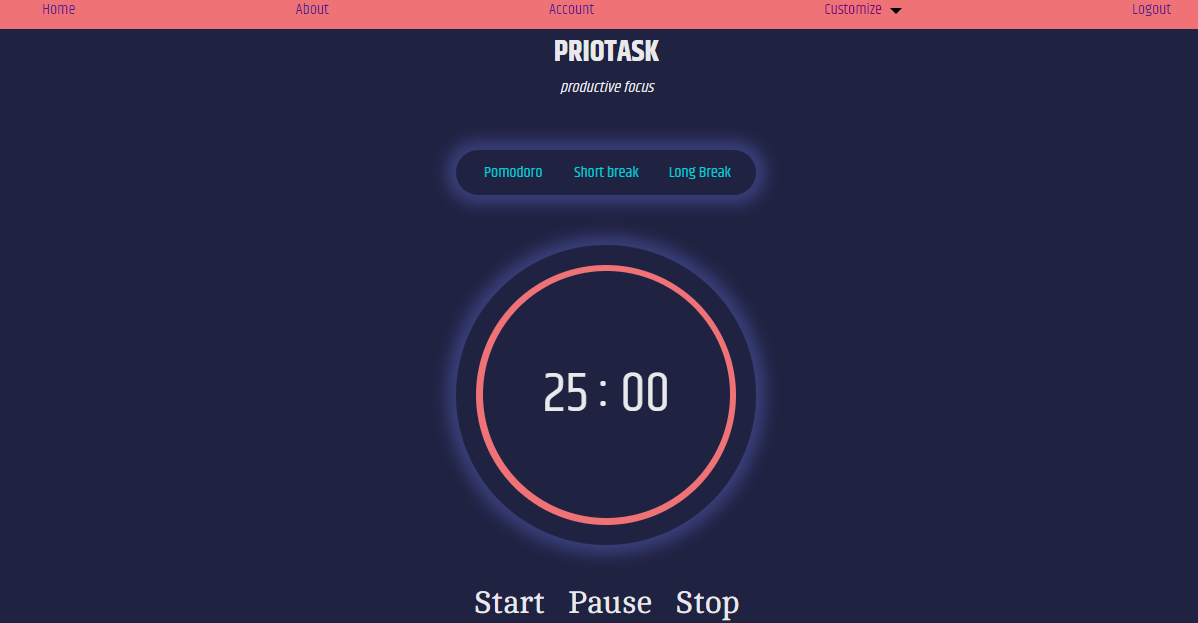 Home About Account Customize Logout
PRIOTASK
productive focus
Pomodoro Short break Long Break
25 : 00
Start Pause Stop